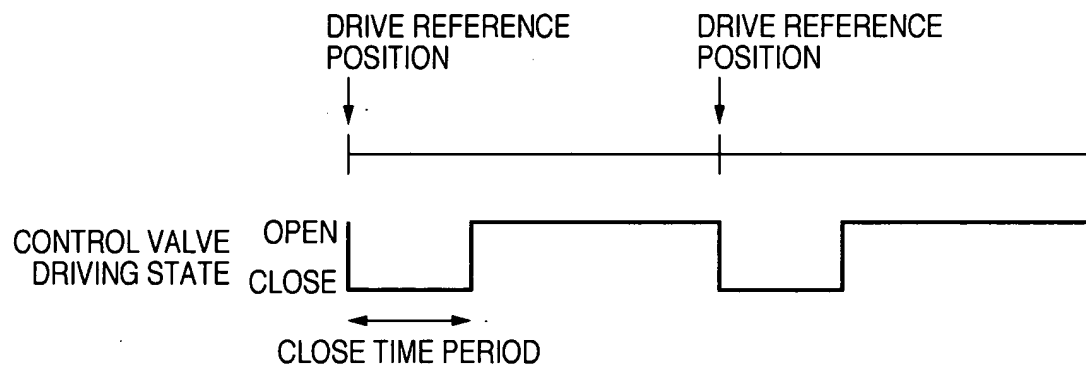 DRIVE REFERENCE
POSITION
DRIVE REFERENCE
POSITION
CONTROL VALVE
DRIVING STATE
OPEN
CLOSE
CLOSE TIME PERIOD